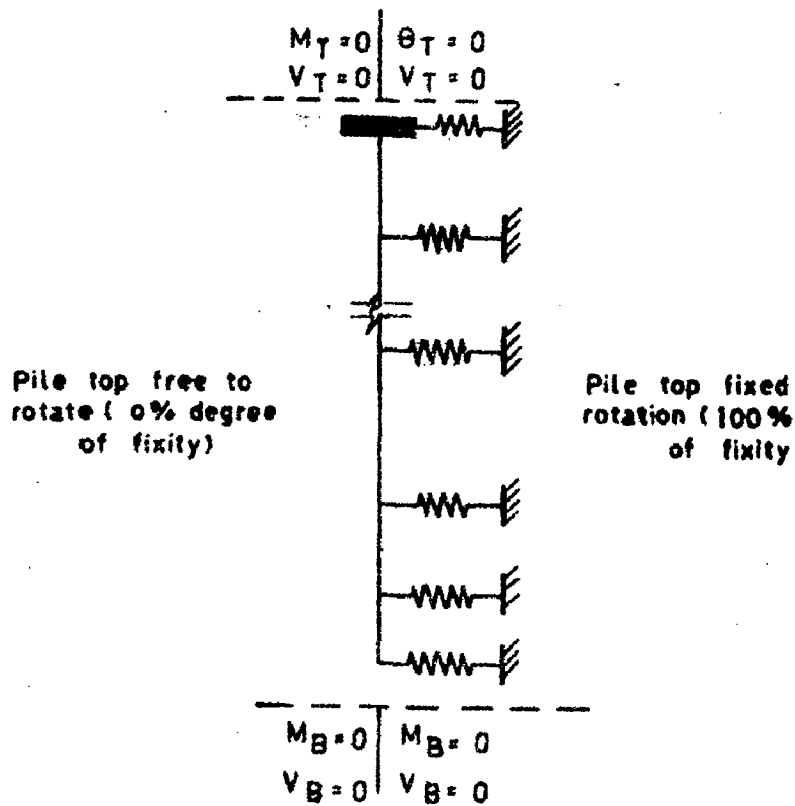 M_T=0 θ_T=0
V_T=0 V_T=0
Pile top free to
rotate ( 0% degree
of fixity)
Pile top fixed
rotation (100%
of fixity
M_B=0 M_B=0
V_B=0 V_B=0